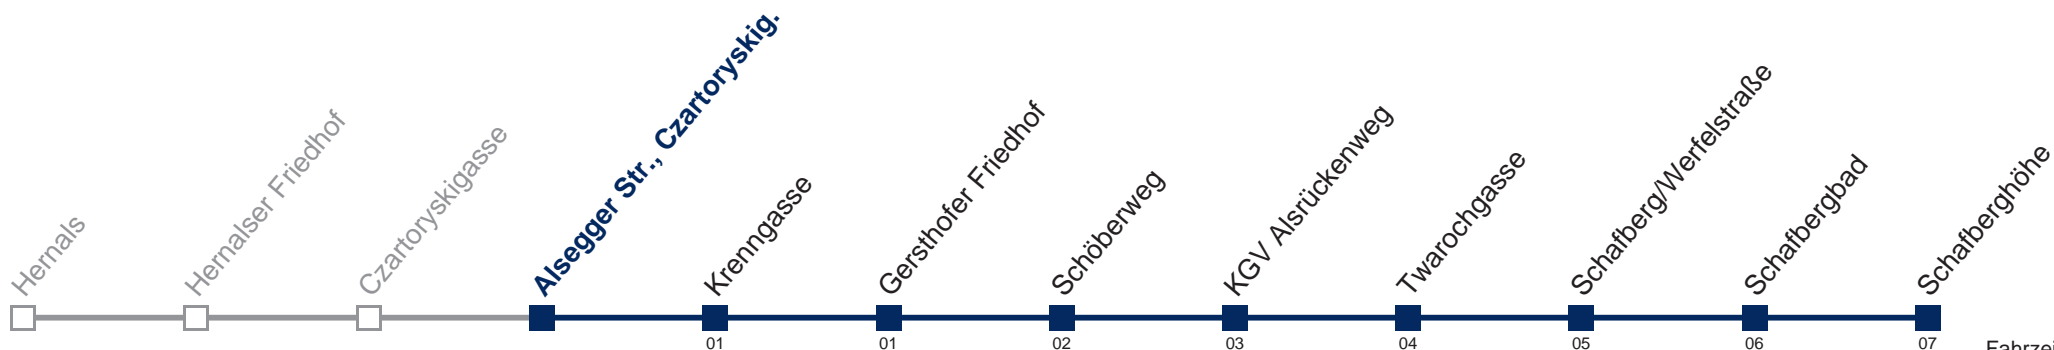 Hernals
Hernalser Friedhof
Czartoryskigasse
Alsegger Str., Czartoryskig.
Krenngasse
Gersthofer Friedhof
Schöberweg
KGV Alsrückenweg
Twarochgasse
Schafberg/Werfelstraße
Schafbergbad
Schafberghöhe
01
01
02
03
04
05
06
07